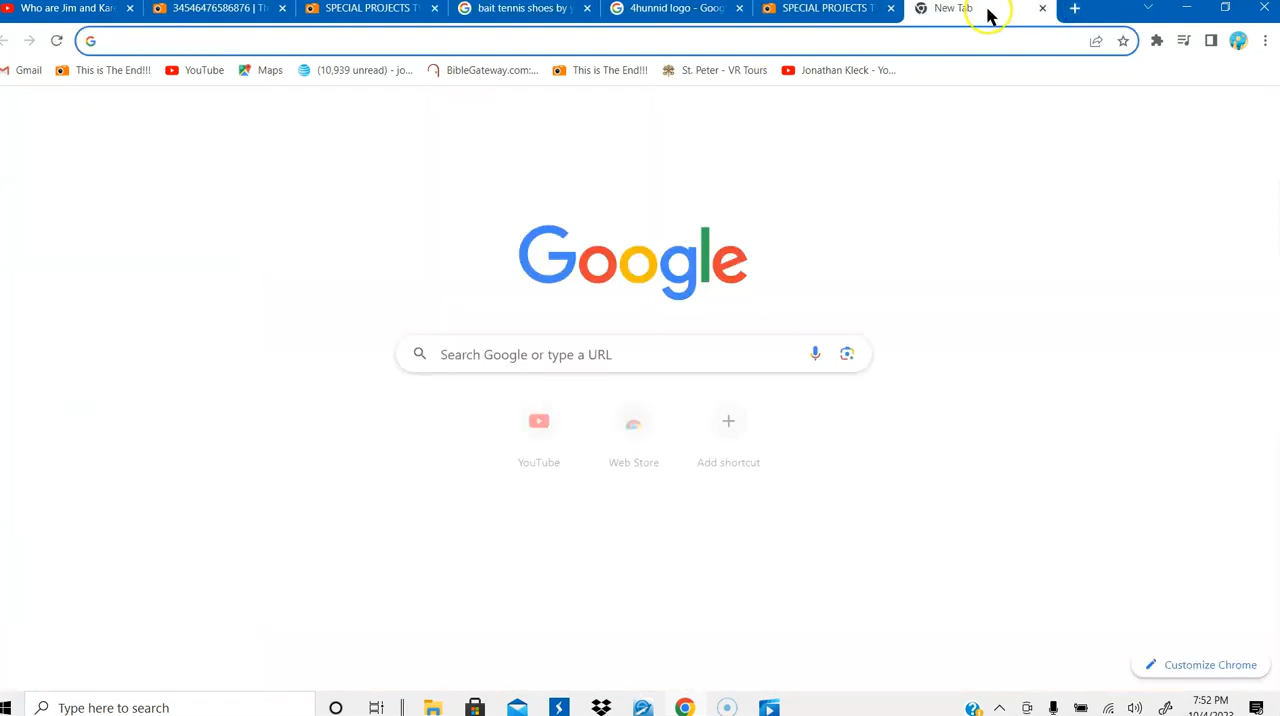 Who are Jim and Kar
34546476586876 | Th
SPECIAL PROJECTS T
bait tennis shoes by y
4hunnid logo - Goog
SPECIAL PROJECTS T
New Tab
Gmail
This is The End!!!
YouTube
Maps
(10,939 unread) - jo...
BibleGateway.com:...
This is The End!!!
St. Peter - VR Tours
Jonathan Kleck - Yo...
Google
Search Google or type a URL
YouTube
Web Store
Add shortcut
Customize Chrome
Type here to search
7:52 PM